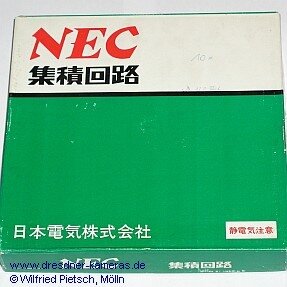 NEC
集積回路
日本電気株式会社
静電気注意
NEC 集積回路
www.dresdner-kameras.de
© Wilfried Pietsch, Mölln